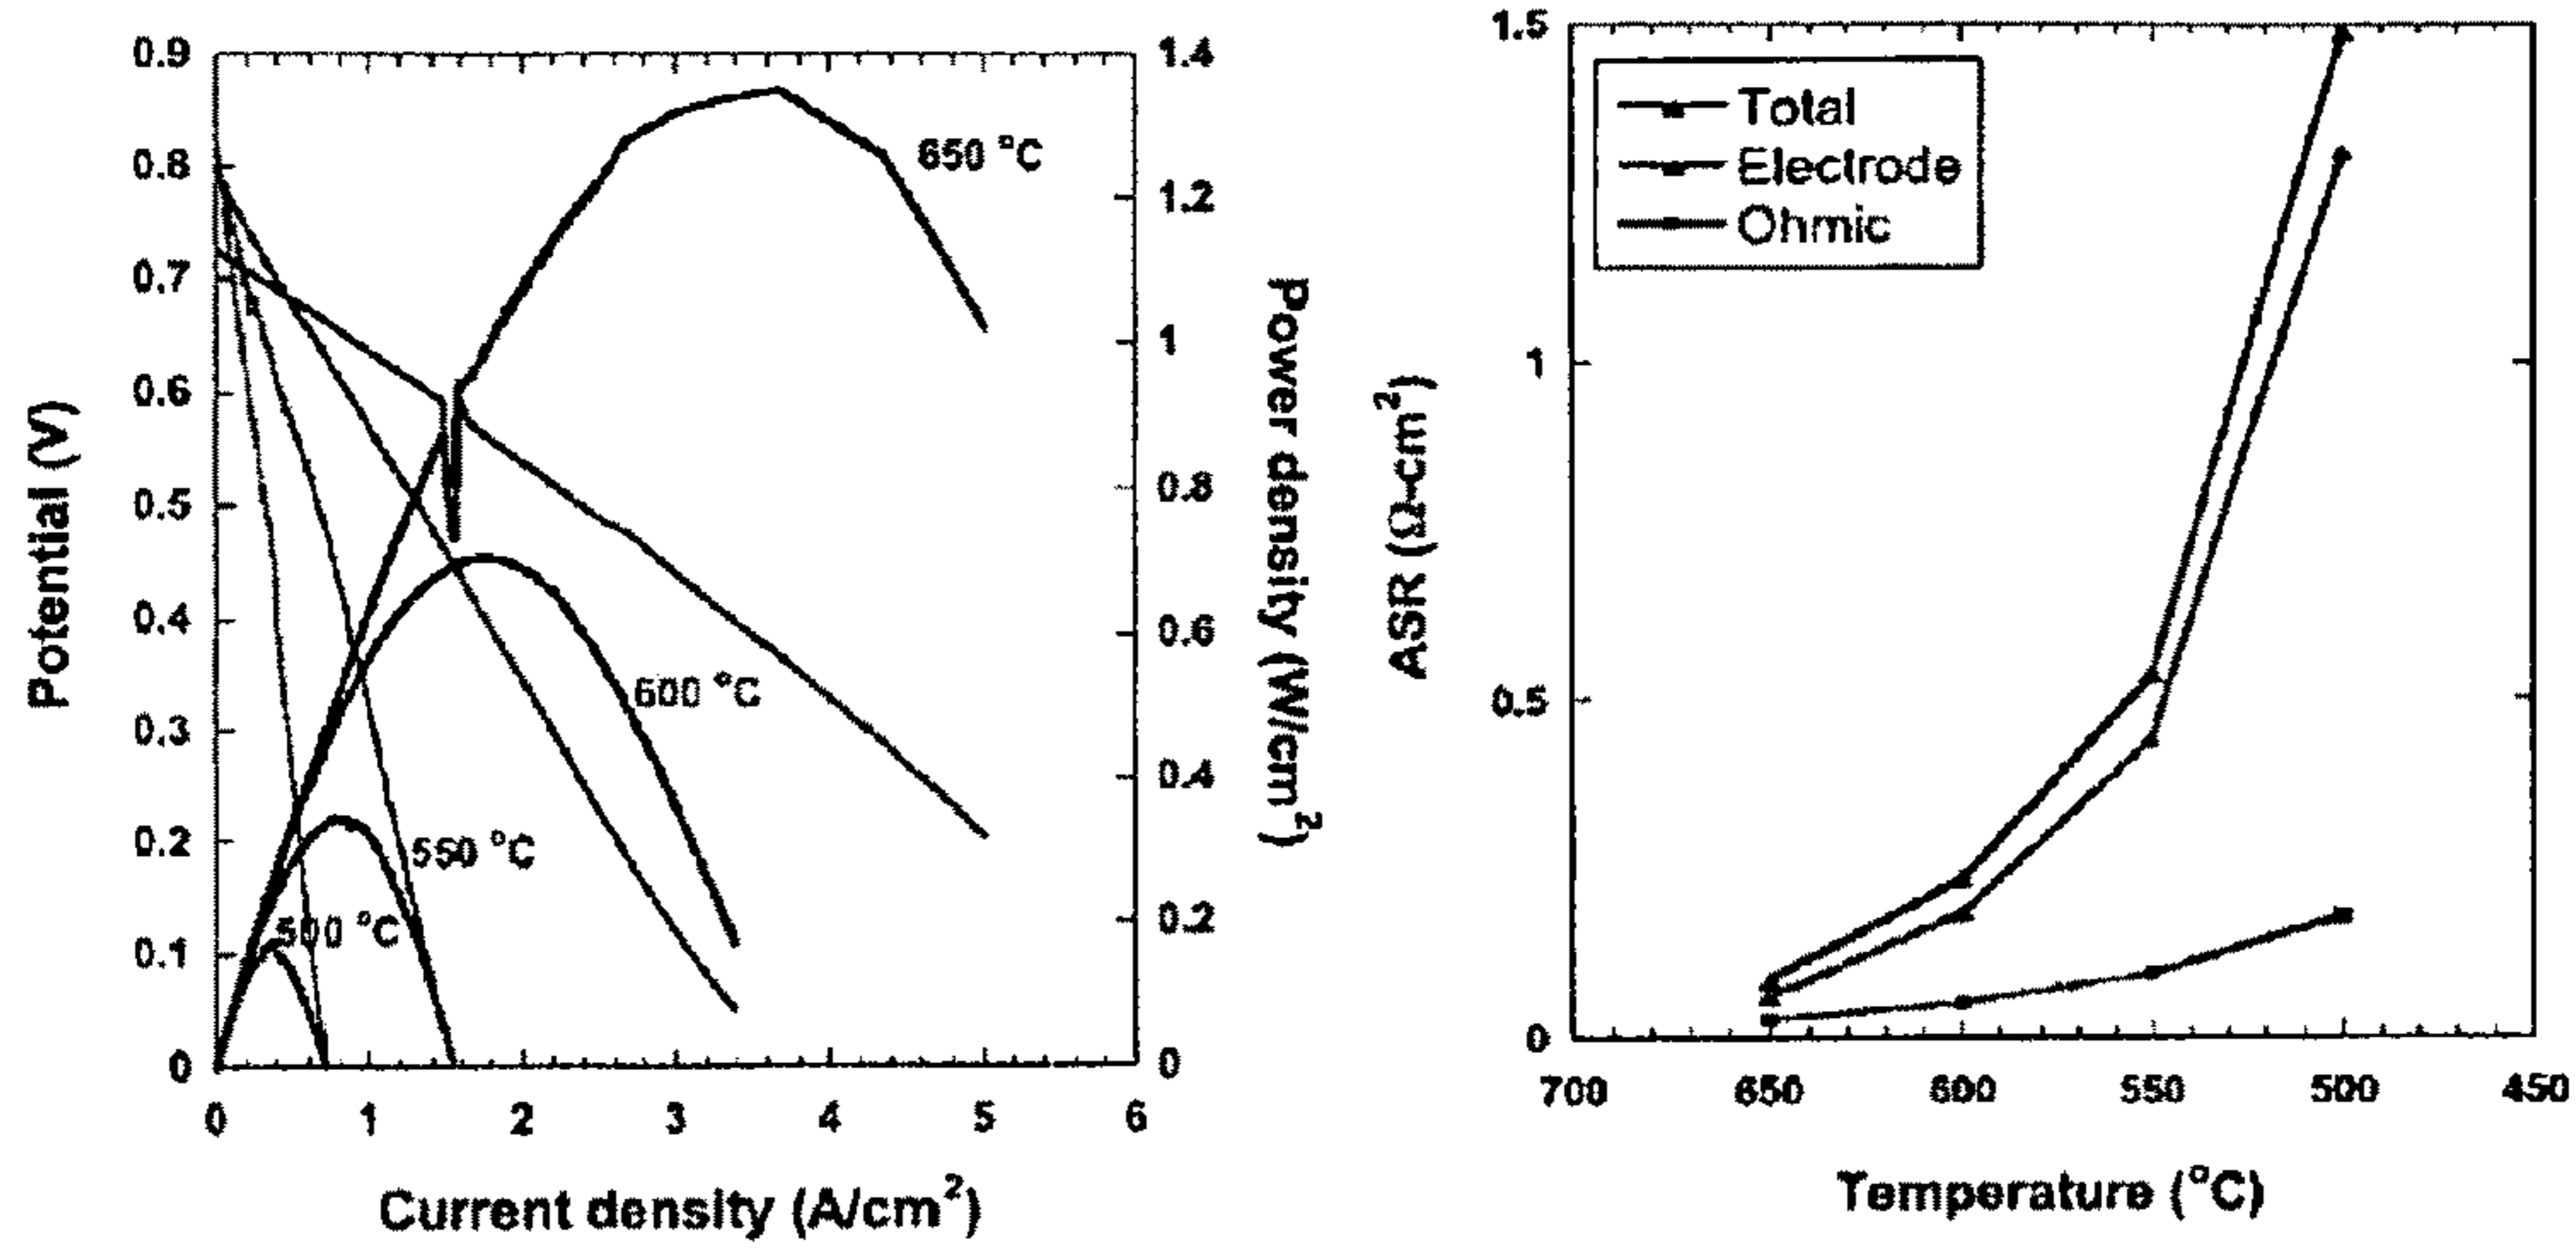 0.9
0.8
0.7
0.6
0.5
0.4
0.3
0.2
0.1
0
Potential (V)
0 1 2 3 4 5 6
Current density (A/cm²)
1.4
1.2
1
0.8
0.6
0.4
0.2
0
Power density (W/cm²)
650 °C
600 °C
550 °C
500 °C
1.5
1
0.5
0
ASR (Ω-cm²)
Total
Electrode
Ohmic
700 650 600 550 500 450
Temperature (°C)